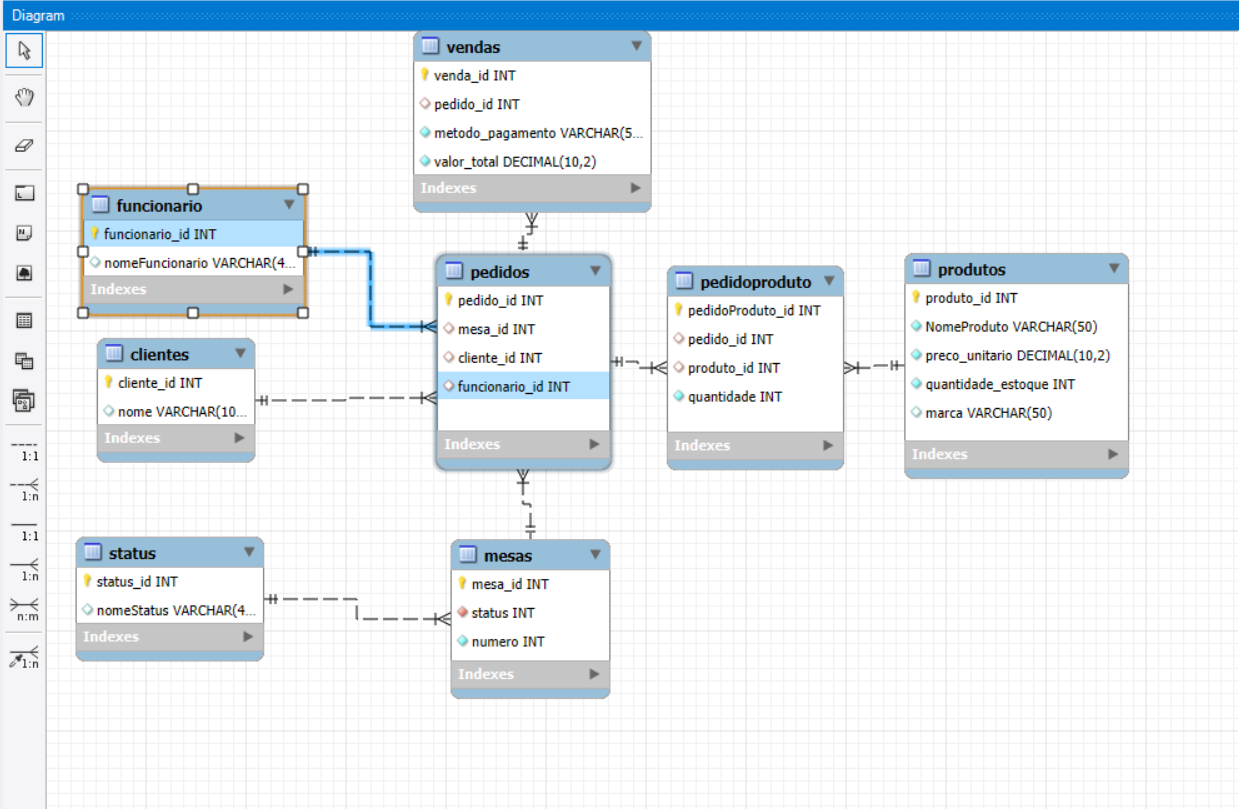 Diagram
vendas
venda_id INT
pedido_id INT
metodo_pagamento VARCHAR(5...
valor_total DECIMAL(10,2)
Indexes
funcionario
funcionario_id INT
nomeFuncionario VARCHAR(4...
Indexes
pedidos
pedido_id INT
mesa_id INT
cliente_id INT
funcionario_id INT
Indexes
pedidoproduto
pedidoProduto_id INT
pedido_id INT
produto_id INT
quantidade INT
Indexes
produtos
produto_id INT
NomeProduto VARCHAR(50)
preco_unitario DECIMAL(10,2)
quantidade_estoque INT
marca VARCHAR(50)
Indexes
clientes
cliente_id INT
nome VARCHAR(10...
Indexes
status
status_id INT
nomeStatus VARCHAR(4...
Indexes
mesas
mesa_id INT
status INT
numero INT
Indexes
1:1
1:n
1:1
1:n
n:m
1:n